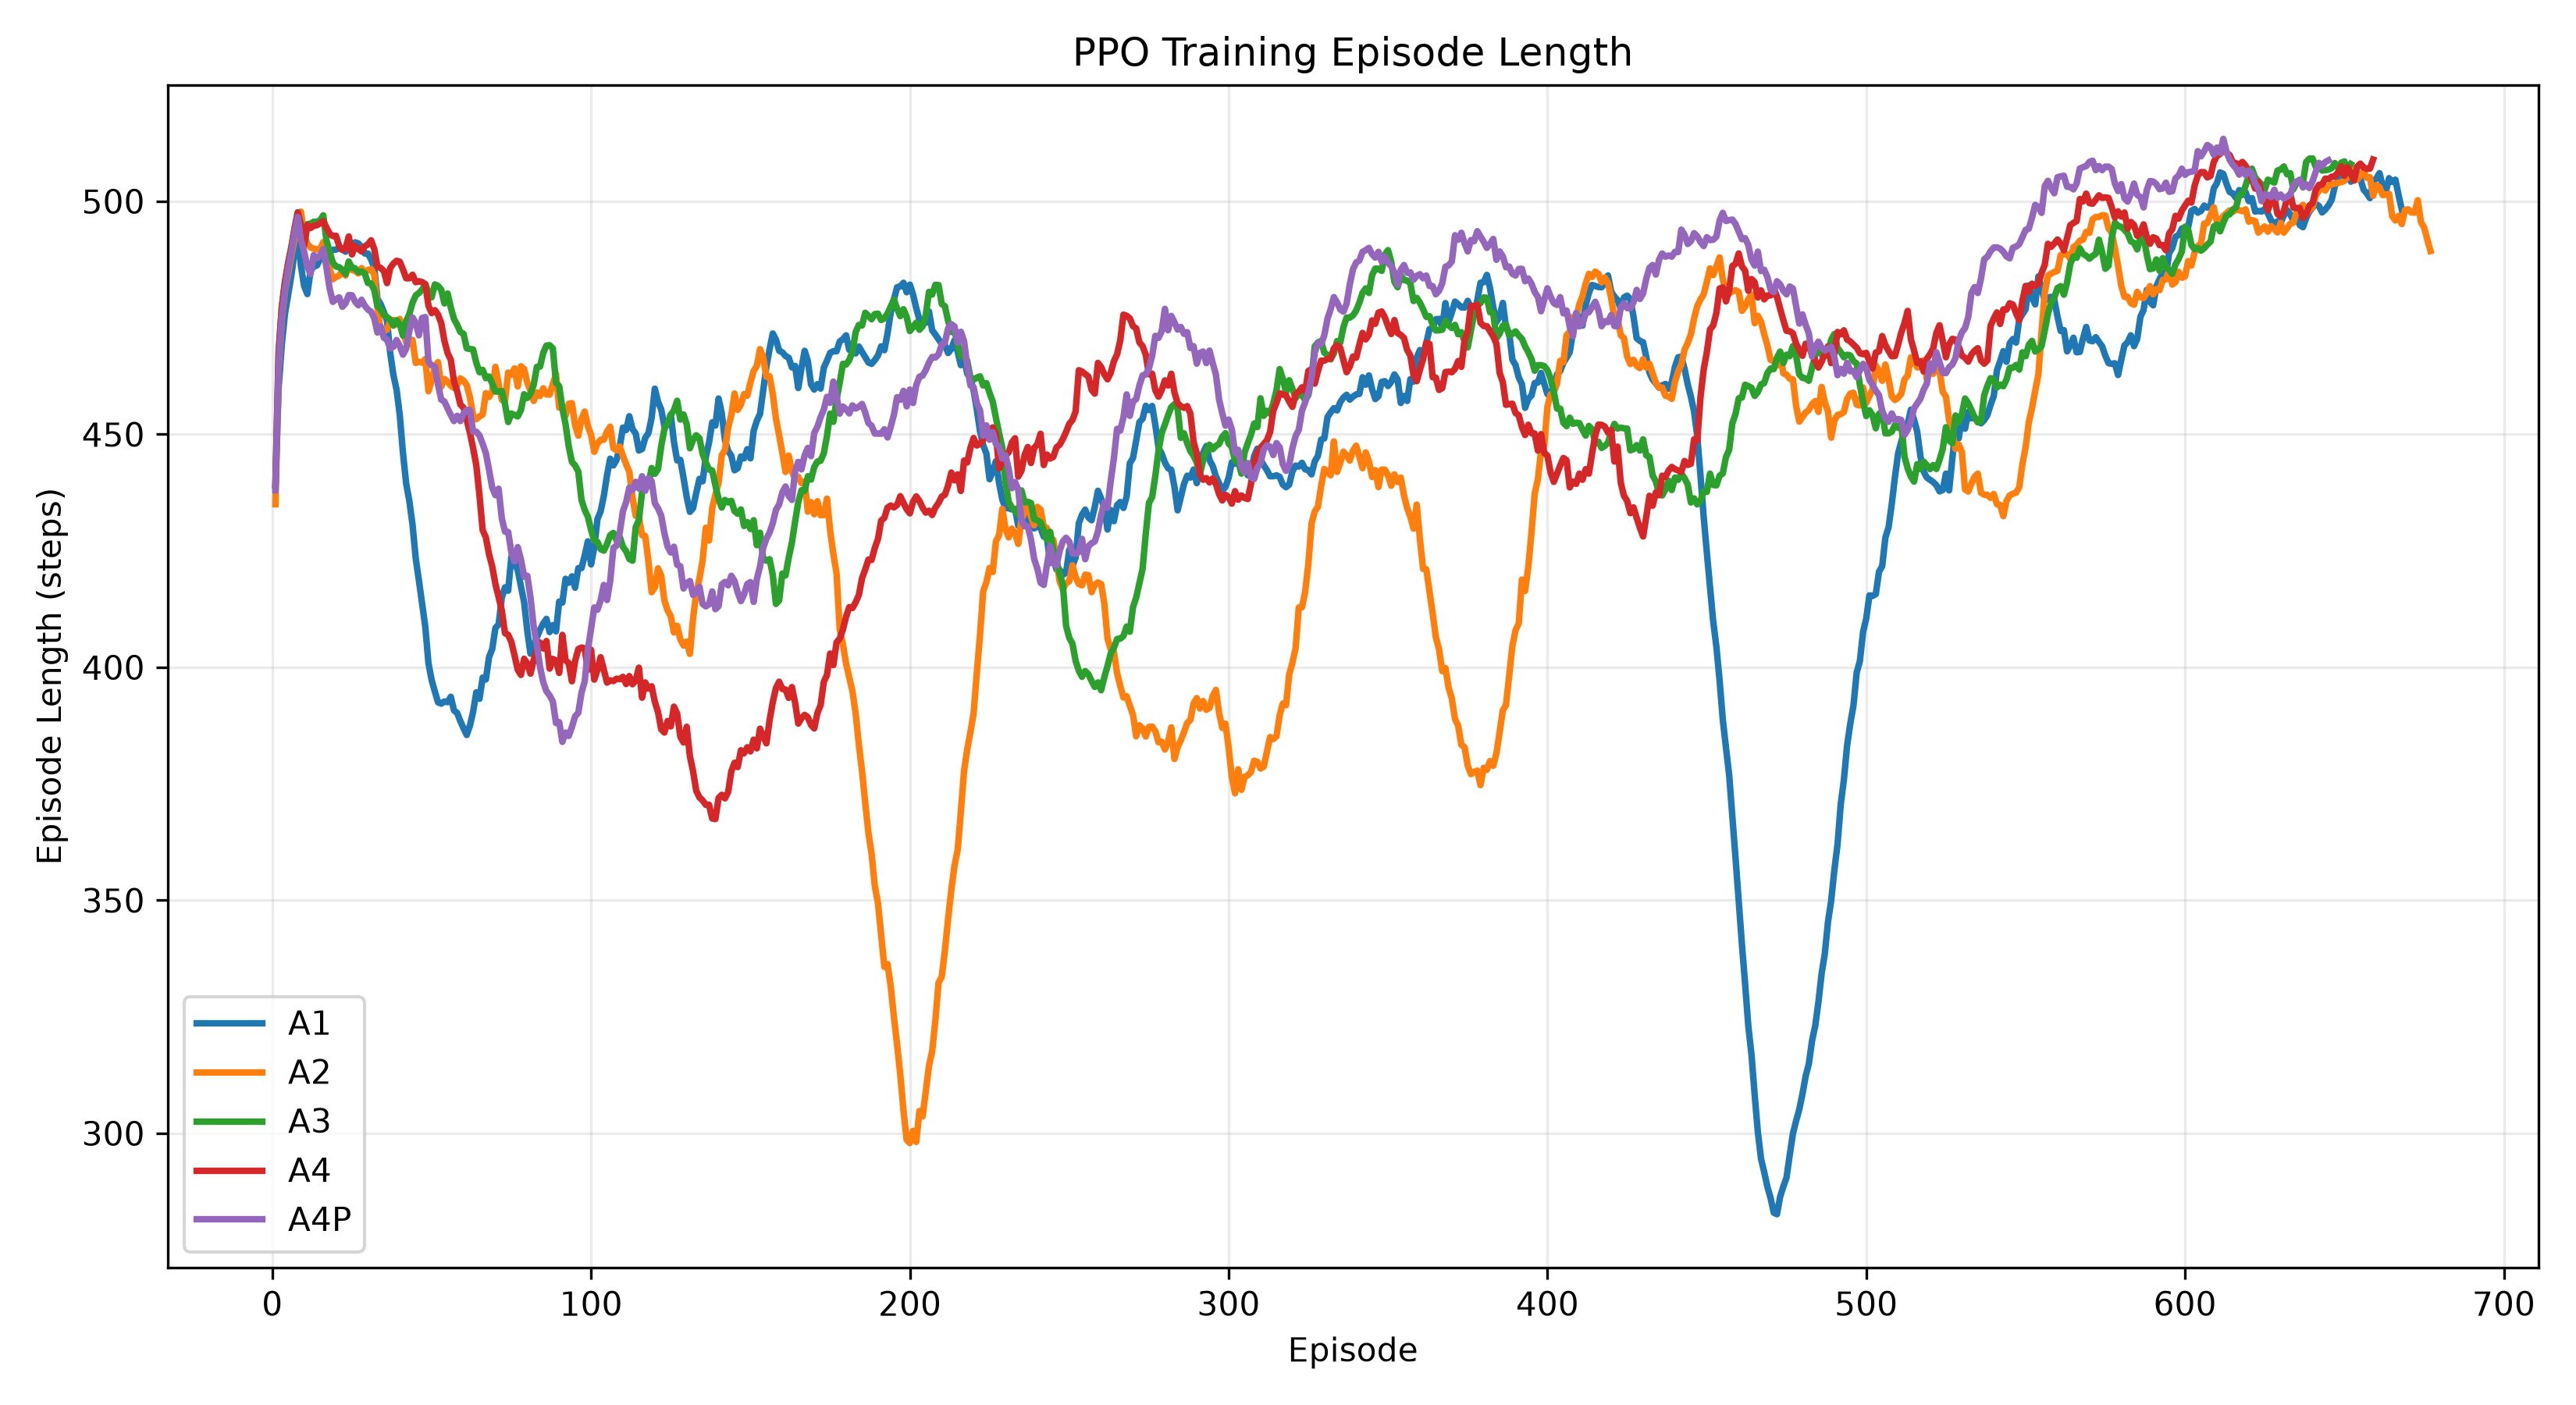 PPO Training Episode Length
Episode Length (steps)
500
450
400
350
300
A1
A2
A3
A4
A4P
0 100 200 300 400 500 600 700
Episode